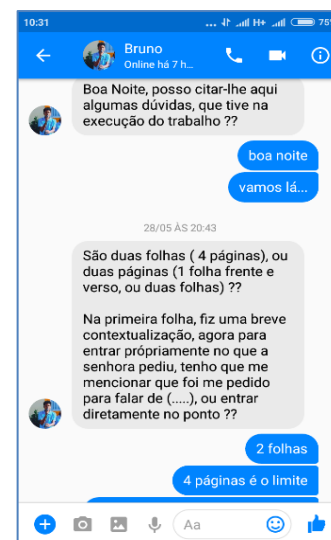 10:31
... H+ 75%
Bruno
Online há 7 h...
Boa Noite, posso citar-lhe aqui
algumas dúvidas, que tive na
execução do trabalho ??
boa noite
vamos lá...
28/05 ÀS 20:43
São duas folhas ( 4 páginas), ou
duas páginas (1 folha frente e
verso, ou duas folhas) ??
Na primeira folha, fiz uma breve
contextualização, agora para
entrar própriamente no que a
senhora pediu, tenho que me
mencionar que foi me pedido
para falar de (.....), ou entrar
diretamente no ponto ??
2 folhas
4 páginas é o limite
Aa